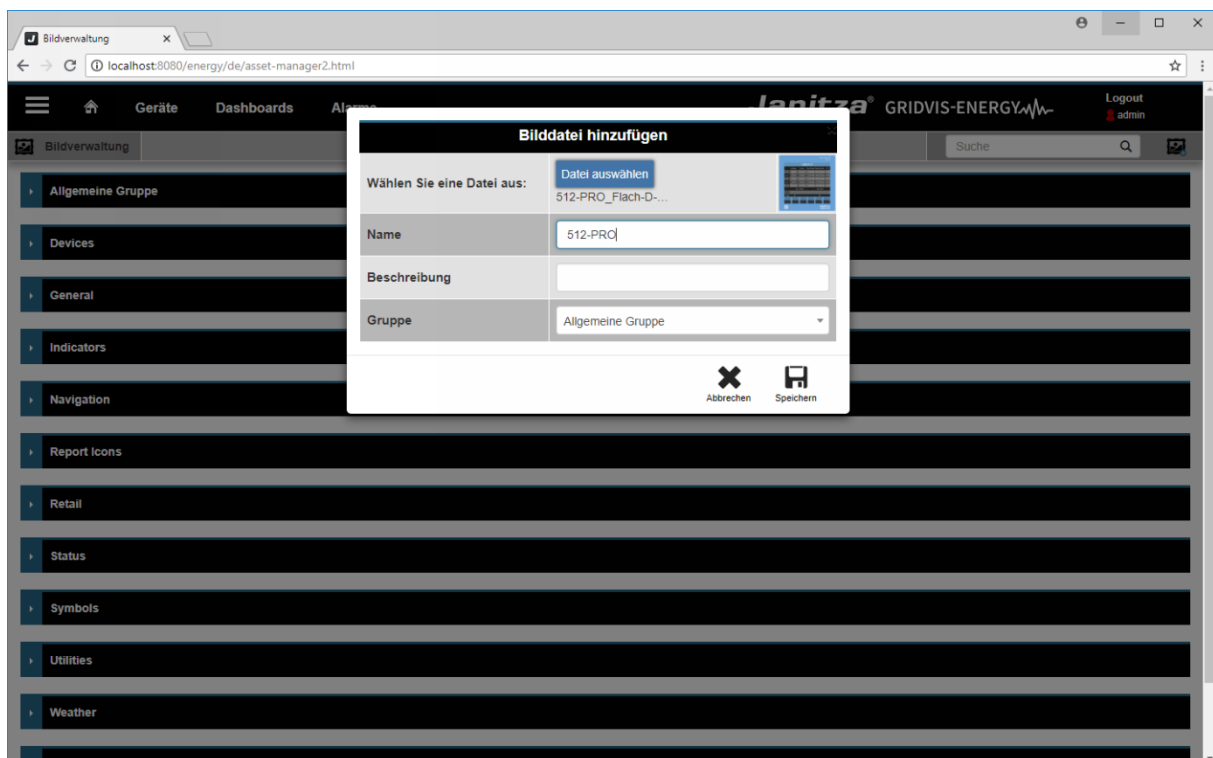 Bildverwaltung
localhost:8080/energy/de/asset-manager2.html
Geräte Dashboards Alarme Janitza® GRIDVIS-ENERGY Logout
admin
Bildverwaltung Suche
Bilddatei hinzufügen
Wählen Sie eine Datei aus: Datei auswählen
512-PRO_Flach-D-...
Name 512-PRO
Beschreibung
Gruppe Allgemeine Gruppe
Abbrechen Speichern
Allgemeine Gruppe
Devices
General
Indicators
Navigation
Report Icons
Retail
Status
Symbols
Utilities
Weather